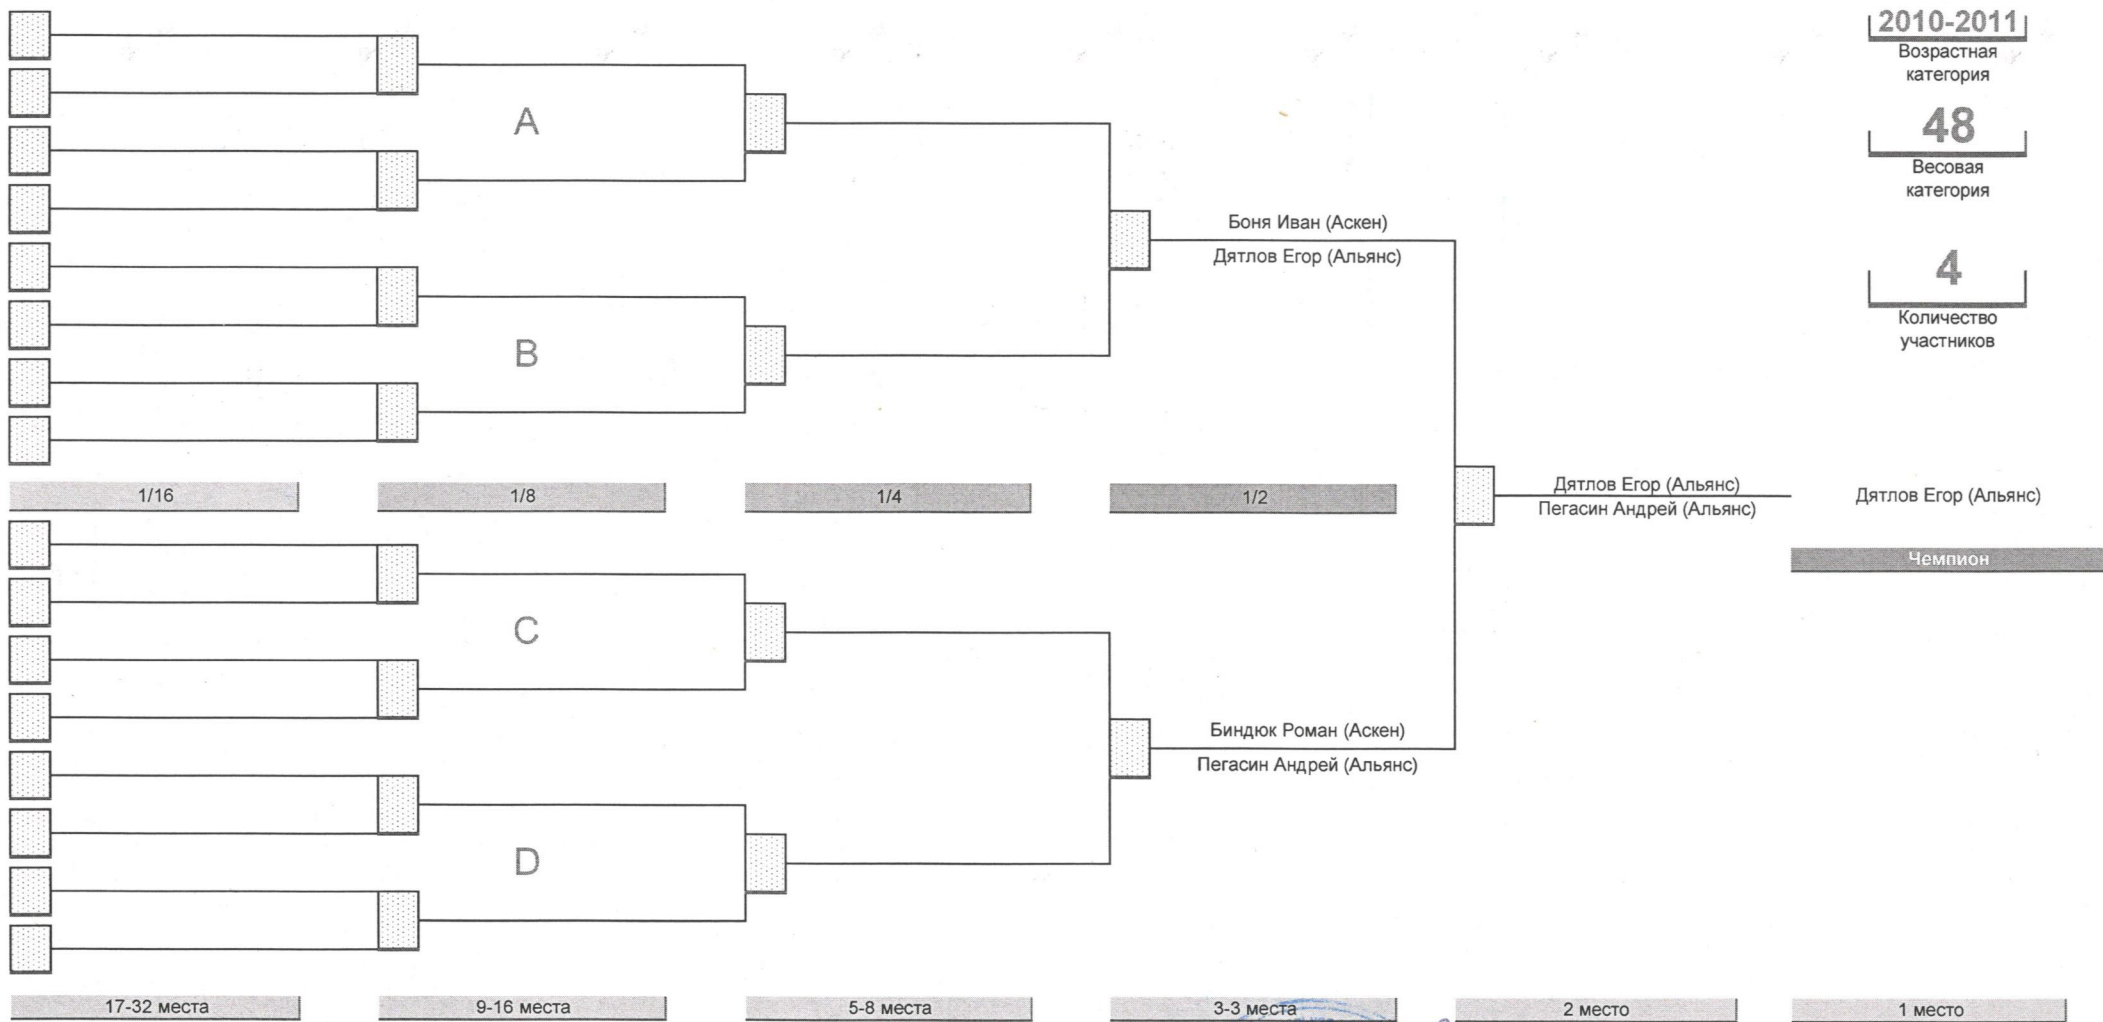 2010-2011
Возрастная
категория
48
Весовая
категория
4
Количество
участников
A
B
Боня Иван (Аскен)
Дятлов Егор (Альянс)
1/16
1/8
1/4
1/2
Дятлов Егор (Альянс)
Пегасин Андрей (Альянс)
Дятлов Егор (Альянс)
Чемпион
C
D
Биндюк Роман (Аскен)
Пегасин Андрей (Альянс)
17-32 места
9-16 места
5-8 места
3-3 места
2 место
1 место